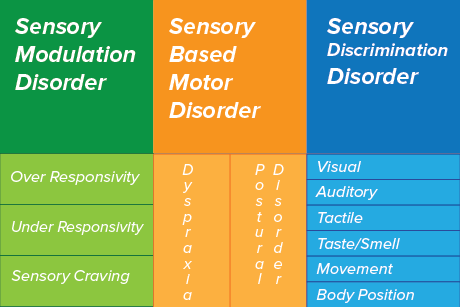 Sensory
Modulation
Disorder
Sensory
Based
Motor
Disorder
Sensory
Discrimination
Disorder
Over Responsivity
Under Responsivity
Sensory Craving
Dyspraxia
Postural
Disorder
Visual
Auditory
Tactile
Taste/Smell
Movement
Body Position